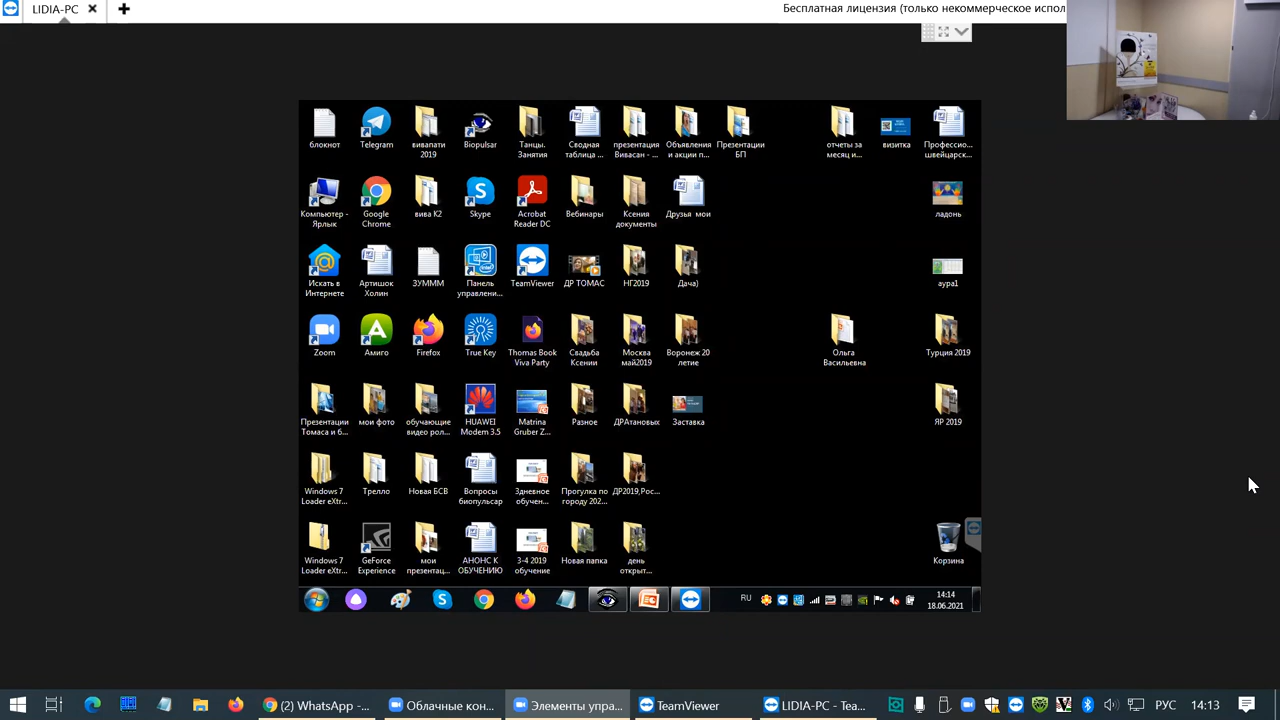 LIDIA-PC
Бесплатная лицензия (только некоммерческое испол
блокнот
Telegram
вивапати
2019
Biopulsar
Танцы.
Занятия
Сводная
таблица ...
презентация
Вивасан - ...
Объявления
и акции п...
Презентации
БП
отчеты за
месяц и...
визитка
Профессио...
швейцарск...
Компьютер -
Ярлык
Google
Chrome
вива К2
Skype
Acrobat
Reader DC
Вебинары
Ксения
документы
Друзья мои
ладонь
Искать в
Интернете
Артишок
Холин
ЗУМММ
Панель
управлени...
TeamViewer
ДР ТОМАС
НГ2019
Дача)
аура1
Zoom
Амиго
Firefox
True Key
Thomas Book
Viva Party
Свадьба
Ксении
Москва
май2019
Воронеж 20
летие
Ольга
Васильевна
Турция 2019
Презентации
Томаса и б...
мои фото
обучающие
видео рол...
HUAWEI
Modem 3.5
Matrina
Gruber Z...
Разное
ДРАтановых
Заставка
ЯР 2019
Windows 7
Loader eXtr...
Трелло
Новая БСВ
Вопросы
биопульсар
3дневное
обучен...
Прогулка по
городу 202...
ДР2019,Рос...
Windows 7
Loader eXtr...
GeForce
Experience
мои
презентац...
АНОНС К
ОБУЧЕНИЮ
3-4 2019
обучение
Новая папка
день
открыт...
Корзина
RU
14:14
18.06.2021
(2) WhatsApp -...
Облачные кон...
Элементы упра...
TeamViewer
LIDIA-PC - Tea...
РУС
14:13